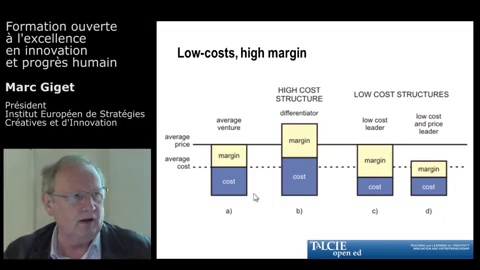 Formation ouverte
à l'excellence
en innovation
et progrès humain
Marc Giget
Président
Institut Européen de Stratégies
Créatives et d'Innovation
Low-costs, high margin
HIGH COST
STRUCTURE
LOW COST STRUCTURES
average
venture
differentiator
low cost
leader
low cost
and price
leader
average
price
average
cost
margin
cost
a)
margin
cost
b)
margin
cost
c)
margin
cost
d)
TALCIE
open ed